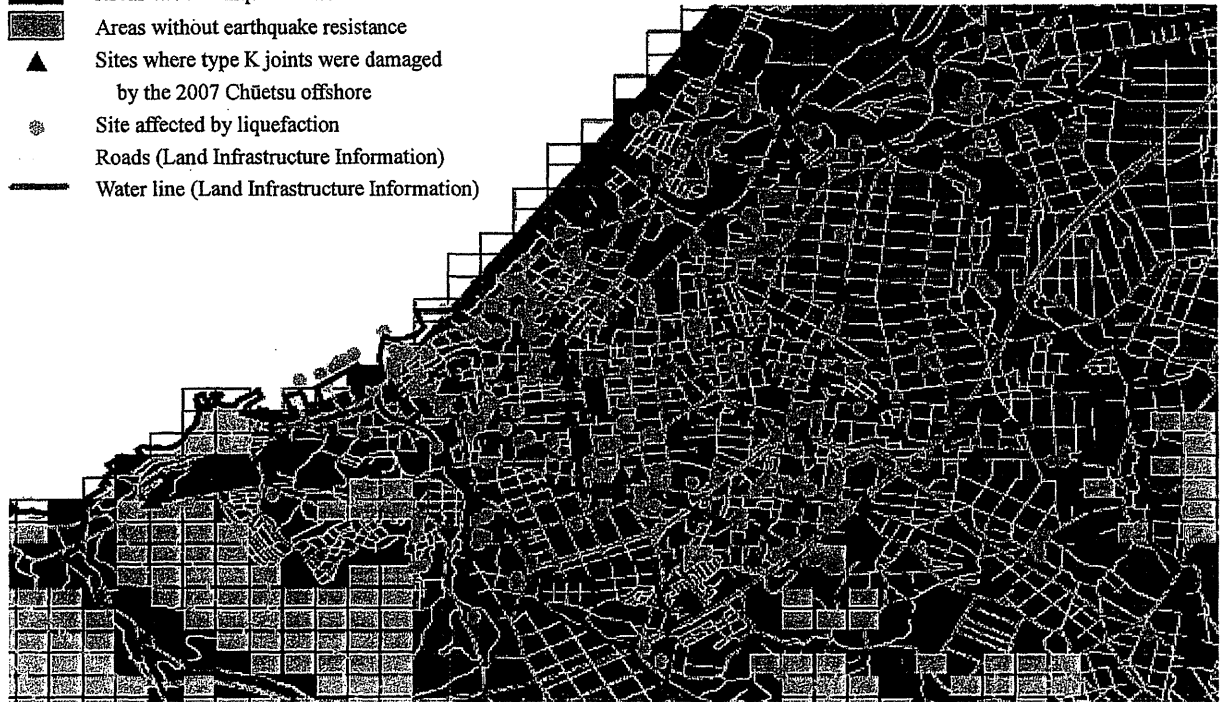 Areas without earthquake resistance
Sites where type K joints were damaged
by the 2007 Chūetsu offshore
Site affected by liquefaction
Roads (Land Infrastructure Information)
Water line (Land Infrastructure Information)